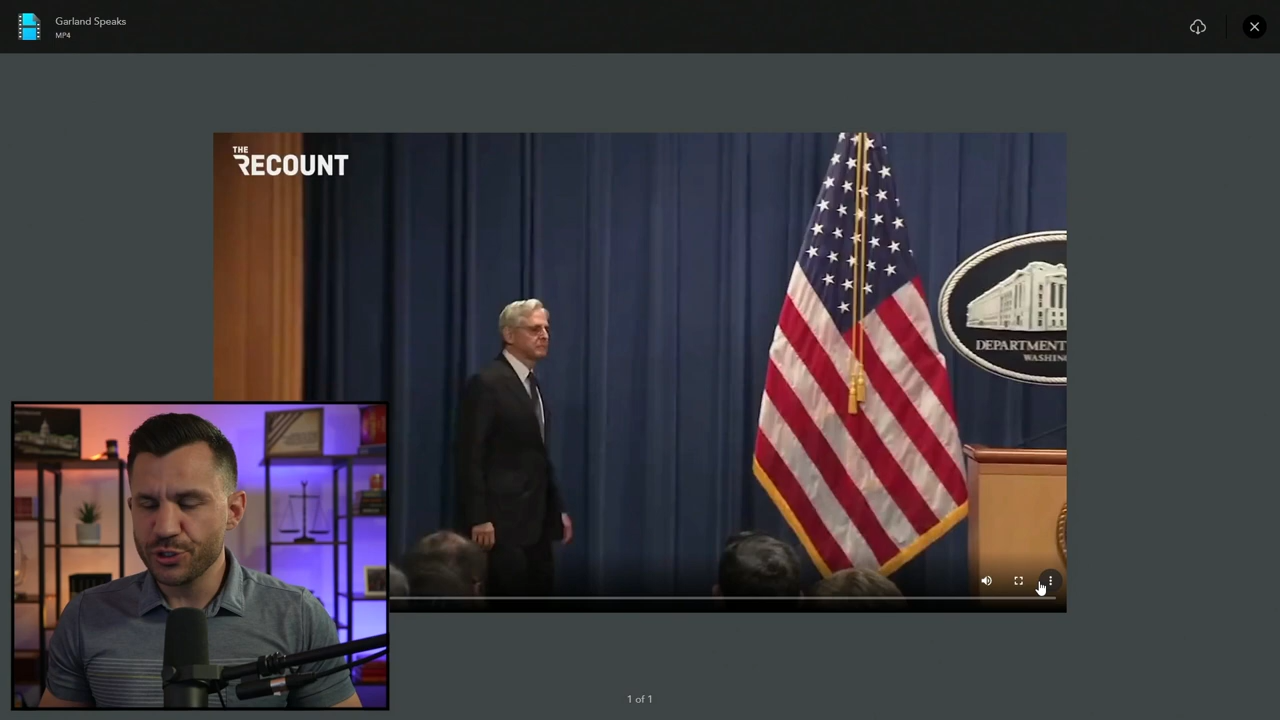 Garland Speaks
MP4
THE
RECOUNT
DEPARTMENT
WASHIN
1 of 1